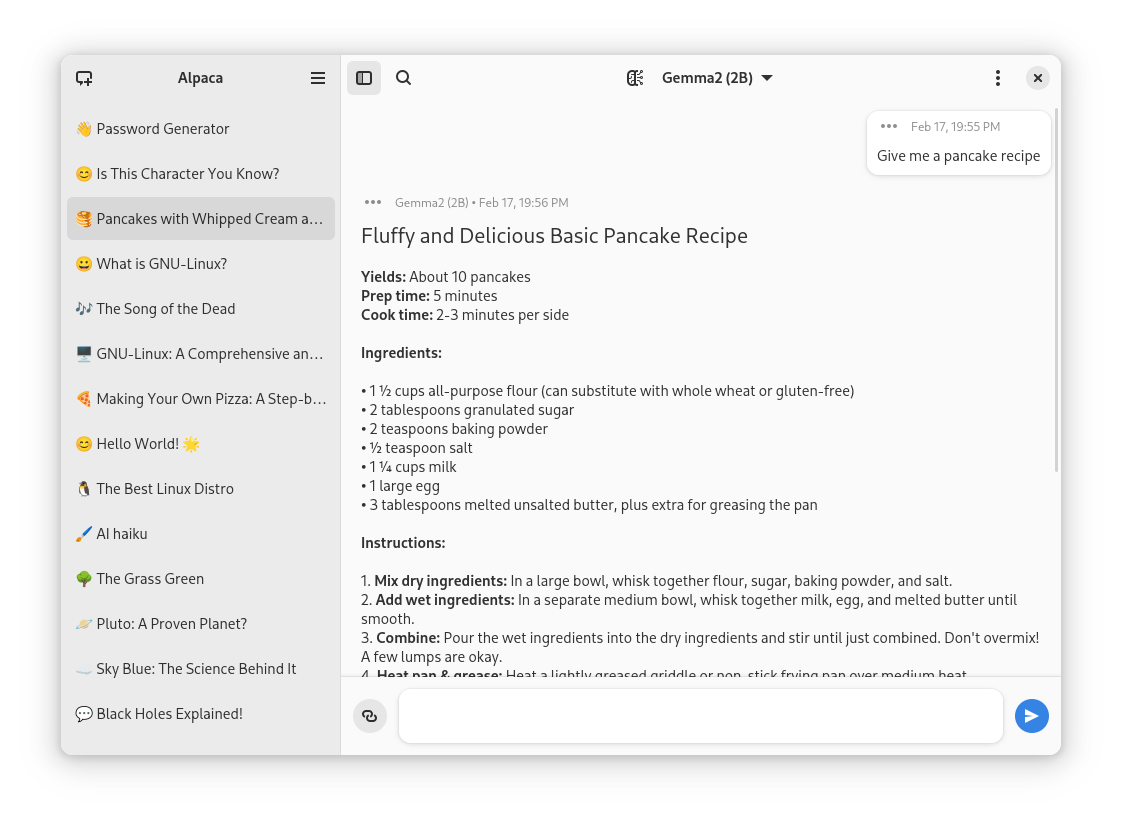 Alpaca
👋 Password Generator
😊 Is This Character You Know?
🥞 Pancakes with Whipped Cream a…
😀 What is GNU-Linux?
🎶 The Song of the Dead
🖥️ GNU-Linux: A Comprehensive an…
🍕 Making Your Own Pizza: A Step-b…
😊 Hello World! 🌟
🐧 The Best Linux Distro
🖌️ AI haiku
🌳 The Grass Green
🪐 Pluto: A Proven Planet?
☁️ Sky Blue: The Science Behind It
💬 Black Holes Explained!
Gemma2 (2B)
Feb 17, 19:55 PM
Give me a pancake recipe
Gemma2 (2B) • Feb 17, 19:56 PM
Fluffy and Delicious Basic Pancake Recipe
Yields: About 10 pancakes
Prep time: 5 minutes
Cook time: 2-3 minutes per side
Ingredients:
• 1 ½ cups all-purpose flour (can substitute with whole wheat or gluten-free)
• 2 tablespoons granulated sugar
• 2 teaspoons baking powder
• ½ teaspoon salt
• 1 ¼ cups milk
• 1 large egg
• 3 tablespoons melted unsalted butter, plus extra for greasing the pan
Instructions:
1. Mix dry ingredients: In a large bowl, whisk together flour, sugar, baking powder, and salt.
2. Add wet ingredients: In a separate medium bowl, whisk together milk, egg, and melted butter until
smooth.
3. Combine: Pour the wet ingredients into the dry ingredients and stir until just combined. Don't overmix!
A few lumps are okay.
4. Heat pan & grease: Heat a lightly greased griddle or non-stick frying pan over medium heat.